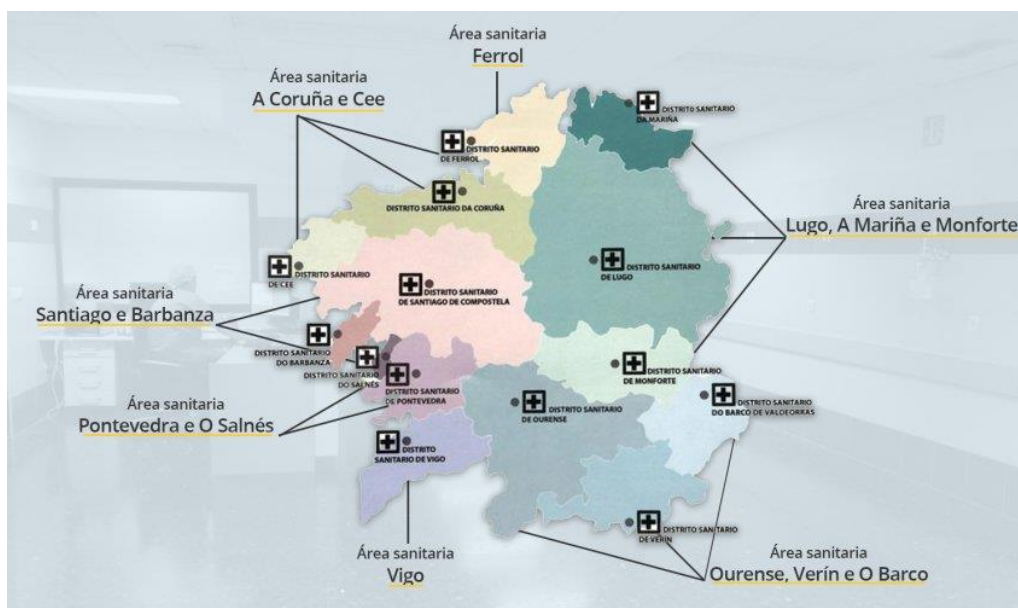 Área sanitaria
Ferrol
Área sanitaria
A Coruña e Cee
DISTRITO SANITARIO
DA MARIÑA
DISTRITO SANITARIO
DE FERROL
DISTRITO SANITARIO DA CORUÑA
Área sanitaria
Lugo, A Mariña e Monforte
DISTRITO SANITARIO
DE LUGO
DISTRITO SANITARIO
DE CEE
DISTRITO SANITARIO
DE SANTIAGO DE COMPOSTELA
Área sanitaria
Santiago e Barbanza
DISTRITO SANITARIO
DO BARBANZA
DISTRITO SANITARIO
DO SALNÉS
DISTRITO SANITARIO
DE PONTEVEDRA
DISTRITO SANITARIO
DE MONFORTE
Área sanitaria
Pontevedra e O Salnés
DISTRITO SANITARIO
DE OURENSE
DISTRITO SANITARIO
DO BARCO DE VALDEORRAS
DISTRITO
SANITARIO DE VIGO
DISTRITO SANITARIO
DE VERÍN
Área sanitaria
Vigo
Área sanitaria
Ourense, Verín e O Barco